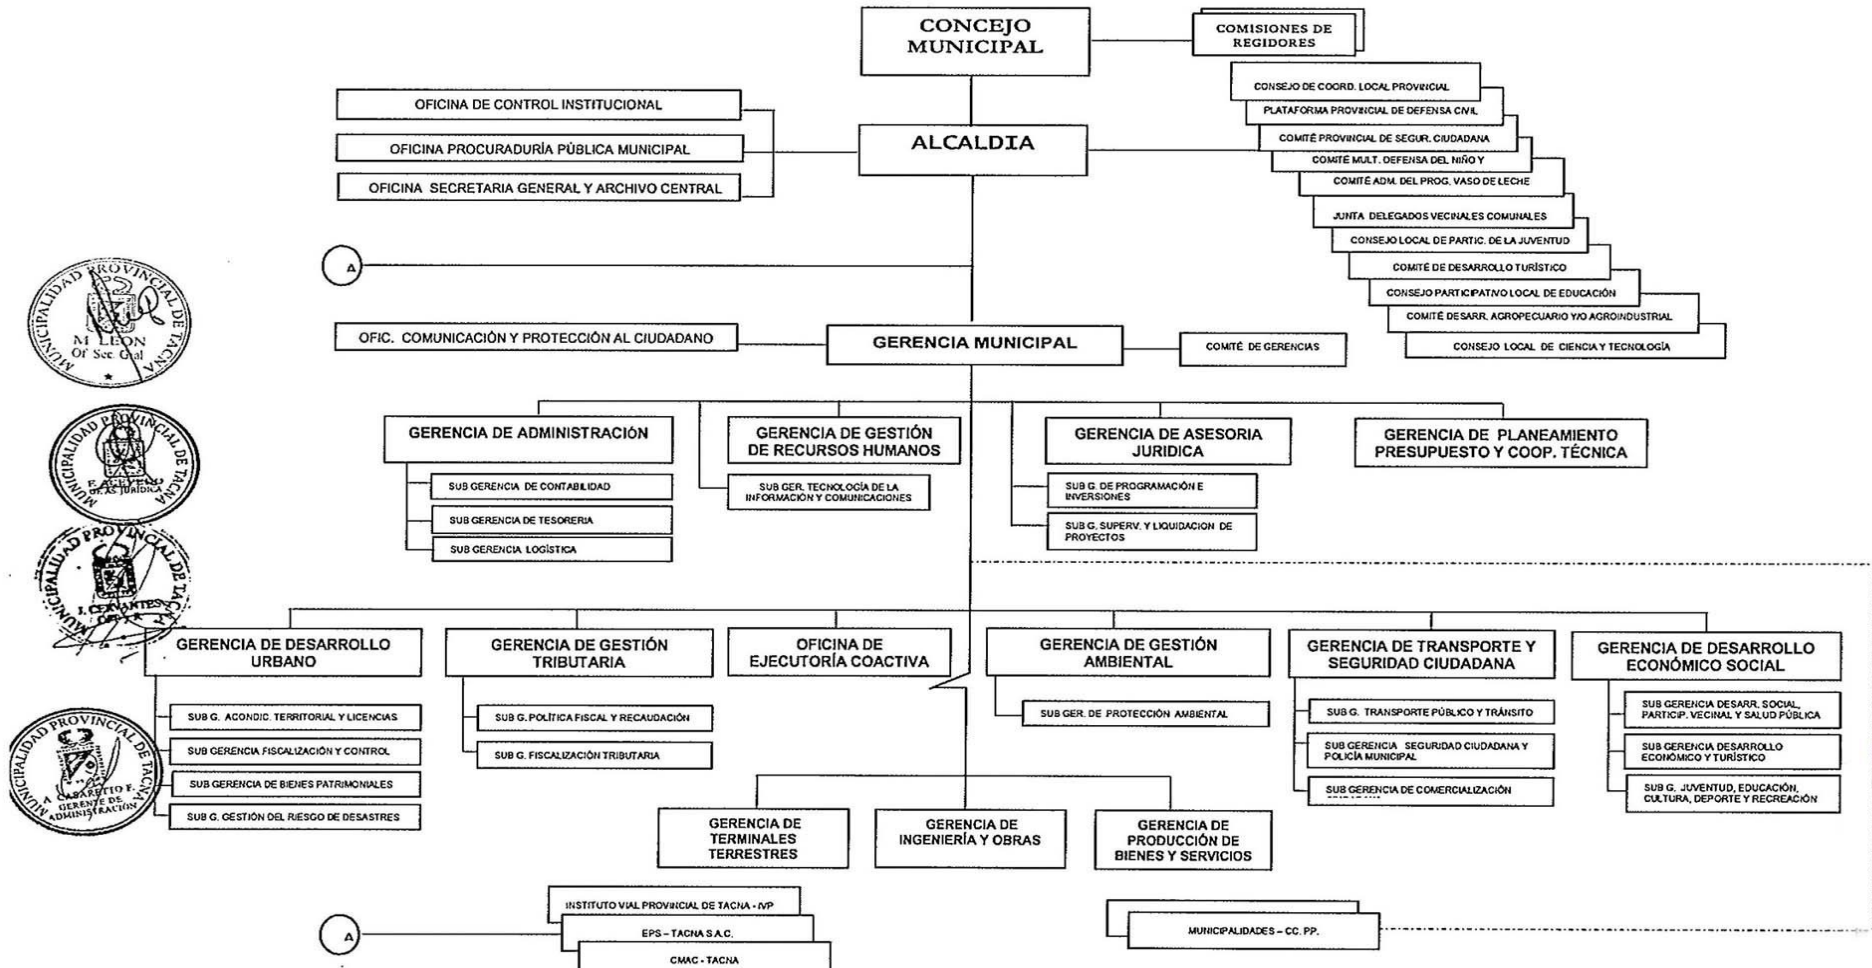 CONCEJO
MUNICIPAL
COMISIONES DE
REGIDORES
OFICINA DE CONTROL INSTITUCIONAL
OFICINA PROCURADURÍA PÚBLICA MUNICIPAL
OFICINA SECRETARIA GENERAL Y ARCHIVO CENTRAL
ALCALDIA
CONSEJO DE COORD. LOCAL PROVINCIAL
PLATAFORMA PROVINCIAL DE DEFENSA CIVIL
COMITÉ PROVINCIAL DE SEGUR. CIUDADANA
COMITÉ MULT. DEFENSA DEL NIÑO Y
COMITÉ ADM. DEL PROG. VASO DE LECHE
JUNTA DELEGADOS VECINALES COMUNALES
CONSEJO LOCAL DE PARTIC. DE LA JUVENTUD
COMITÉ DE DESARROLLO TURÍSTICO
CONSEJO PARTICIPATIVO LOCAL DE EDUCACIÓN
COMITÉ DESARR. AGROPECUARIO Y/O AGROINDUSTRIAL
CONSEJO LOCAL DE CIENCIA Y TECNOLOGÍA
A
OFIC. COMUNICACIÓN Y PROTECCIÓN AL CIUDADANO
GERENCIA MUNICIPAL
COMITÉ DE GERENCIAS
MUNICIPALIDAD PROVINCIAL DE TACNA
M LEON
Of Sec. Gral
GERENCIA DE ADMINISTRACIÓN
SUB GERENCIA DE CONTABILIDAD
SUB GERENCIA DE TESORERIA
SUB GERENCIA LOGÍSTICA
GERENCIA DE GESTIÓN
DE RECURSOS HUMANOS
SUB GER. TECNOLOGÍA DE LA
INFORMACIÓN Y COMUNICACIONES
GERENCIA DE ASESORIA
JURIDICA
SUB G. DE PROGRAMACIÓN E
INVERSIONES
SUB G. SUPERV. Y LIQUIDACION DE
PROYECTOS
GERENCIA DE PLANEAMIENTO
PRESUPUESTO Y COOP. TÉCNICA
MUNICIPALIDAD PROVINCIAL DE TACNA
F. ACEVEDO
OF. AS. JURÍDICA
MUNICIPALIDAD PROVINCIAL DE TACNA
J. CERVANTES
GERENCIA DE DESARROLLO
URBANO
SUB G. ACONDIC. TERRITORIAL Y LICENCIAS
SUB GERENCIA FISCALIZACIÓN Y CONTROL
SUB GERENCIA DE BIENES PATRIMONIALES
SUB G. GESTIÓN DEL RIESGO DE DESASTRES
GERENCIA DE GESTIÓN
TRIBUTARIA
SUB G. POLÍTICA FISCAL Y RECAUDACIÓN
SUB G. FISCALIZACIÓN TRIBUTARIA
OFICINA DE
EJECUTORÍA COACTIVA
GERENCIA DE GESTIÓN
AMBIENTAL
SUB GER. DE PROTECCIÓN AMBIENTAL
GERENCIA DE TRANSPORTE Y
SEGURIDAD CIUDADANA
SUB G. TRANSPORTE PÚBLICO Y TRÁNSITO
SUB GERENCIA SEGURIDAD CIUDADANA Y
POLICÍA MUNICIPAL
SUB GERENCIA DE COMERCIALIZACIÓN
GERENCIA DE DESARROLLO
ECONÓMICO SOCIAL
SUB GERENCIA DESARR. SOCIAL,
PARTICIP. VECINAL Y SALUD PÚBLICA
SUB GERENCIA DESARROLLO
ECONÓMICO Y TURÍSTICO
SUB G. JUVENTUD, EDUCACIÓN,
CULTURA, DEPORTE Y RECREACIÓN
MUNICIPALIDAD PROVINCIAL DE TACNA
A CASARETTO F.
GERENTE DE
ADMINISTRACIÓN
GERENCIA DE
TERMINALES
TERRESTRES
GERENCIA DE
INGENIERÍA Y OBRAS
GERENCIA DE
PRODUCCIÓN DE
BIENES Y SERVICIOS
A
INSTITUTO VIAL PROVINCIAL DE TACNA - IVP
EPS – TACNA S.A.C.
CMAC - TACNA
MUNICIPALIDADES – CC. PP.